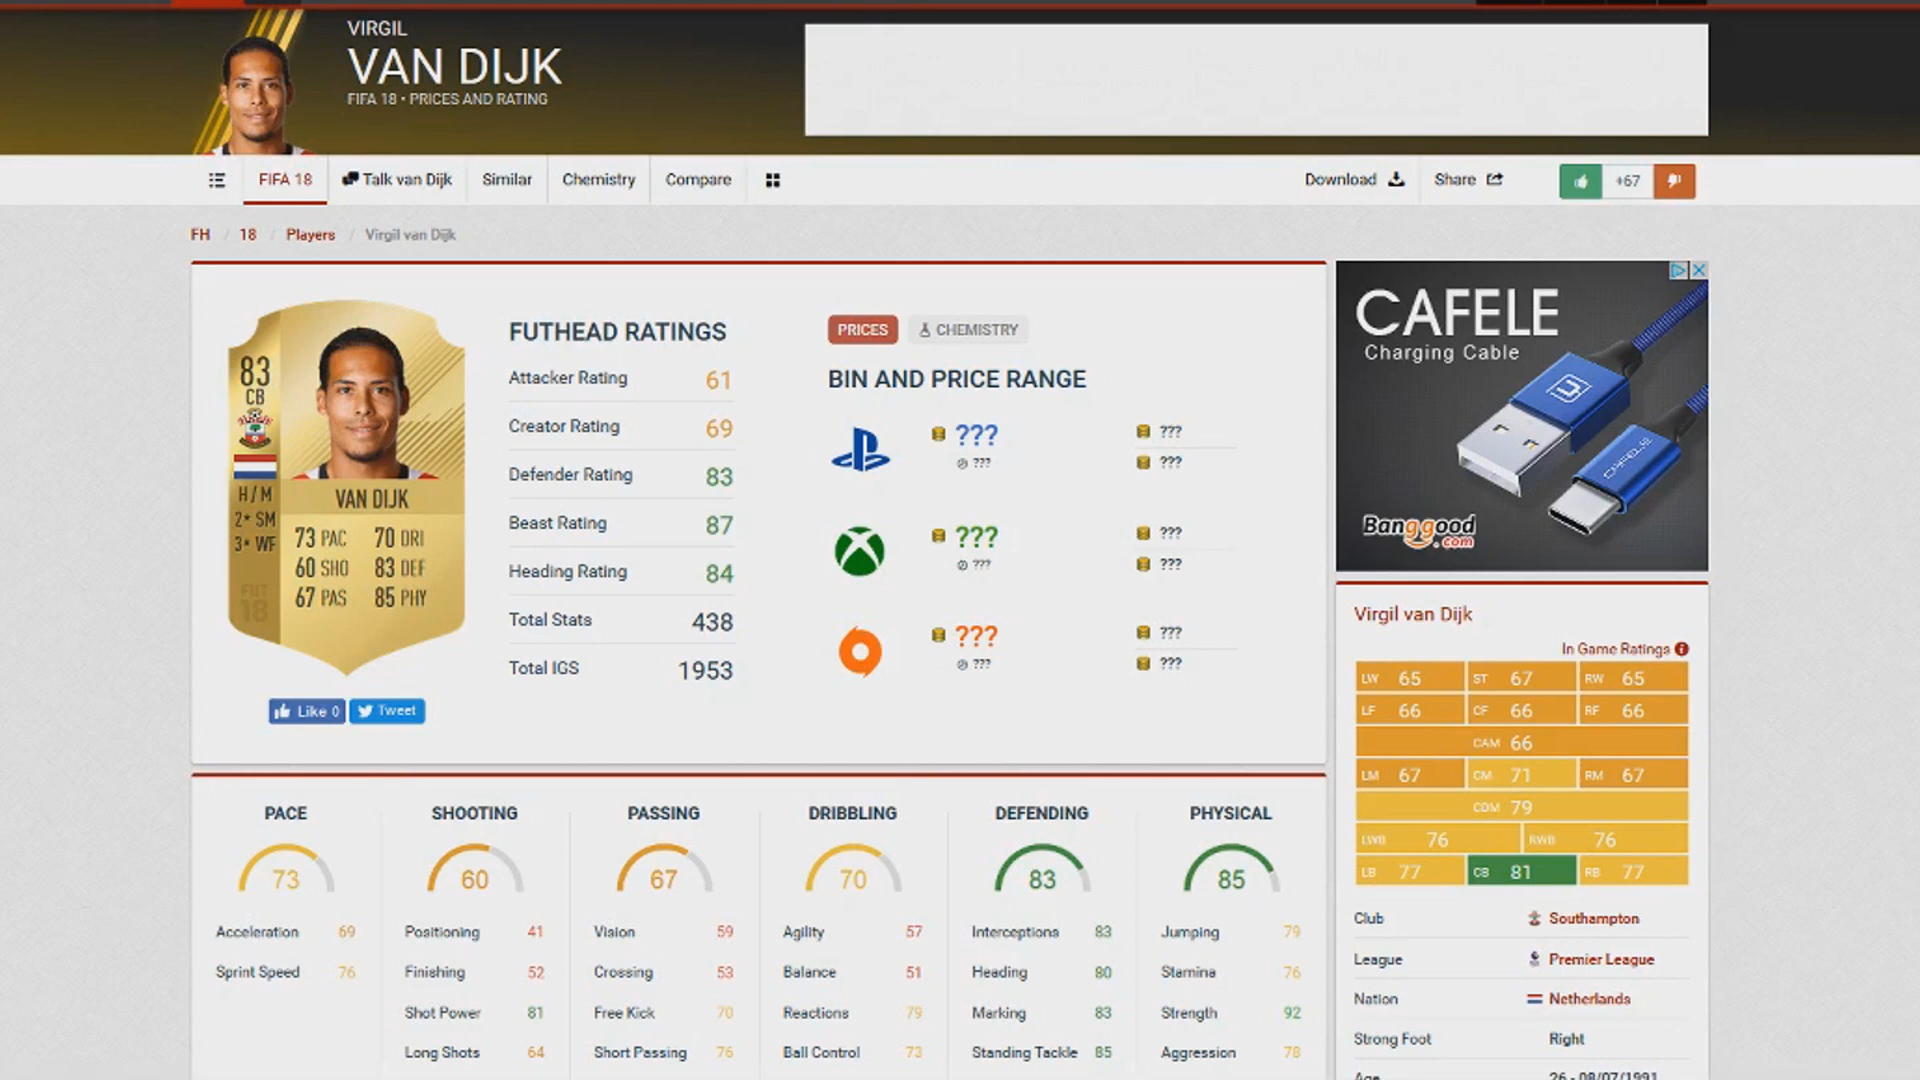 VIRGIL
VAN DIJK
FIFA 18 • PRICES AND RATING
FIFA 18
Talk van Dijk
Similar
Chemistry
Compare
Download
Share
+67
FH / 18 / Players / Virgil van Dijk
83
CB
H / M
2* SM
3* WF
FUT
18
VAN DIJK
73 PAC 70 DRI
60 SHO 83 DEF
67 PAS 85 PHY
Like 0
Tweet
FUTHEAD RATINGS
Attacker Rating 61
Creator Rating 69
Defender Rating 83
Beast Rating 87
Heading Rating 84
Total Stats 438
Total IGS 1953
PRICES
CHEMISTRY
BIN AND PRICE RANGE
??? ???
??? ???
??? ???
??? ???
??? ???
??? ???
CAFELE
Charging Cable
CAFELE
Banggood
.com
Virgil van Dijk
In Game Ratings
LW 65 ST 67 RW 65
LF 66 CF 66 RF 66
CAM 66
LM 67 CM 71 RM 67
CDM 79
LWB 76 RWB 76
LB 77 CB 81 RB 77
Club Southampton
League Premier League
Nation Netherlands
Strong Foot Right
Age 26 - 08/07/1991
PACE
73
Acceleration 69
Sprint Speed 76
SHOOTING
60
Positioning 41
Finishing 52
Shot Power 81
Long Shots 64
PASSING
67
Vision 59
Crossing 53
Free Kick 70
Short Passing 76
DRIBBLING
70
Agility 57
Balance 51
Reactions 79
Ball Control 73
DEFENDING
83
Interceptions 83
Heading 80
Marking 83
Standing Tackle 85
PHYSICAL
85
Jumping 79
Stamina 76
Strength 92
Aggression 78